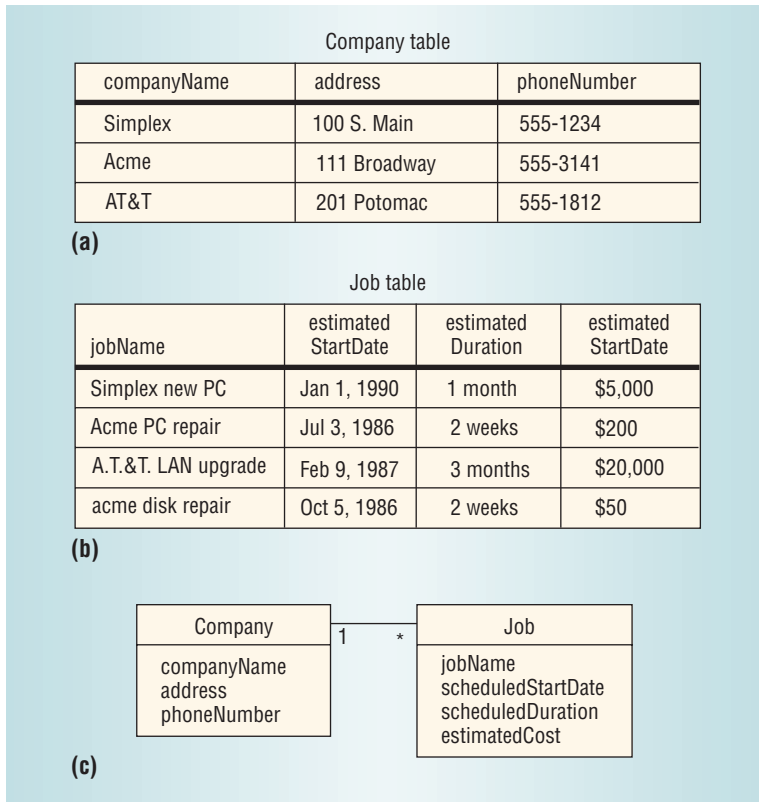 Company table
companyName address phoneNumber
Simplex 100 S. Main 555-1234
Acme 111 Broadway 555-3141
AT&T 201 Potomac 555-1812
(a)
Job table
jobName estimated StartDate estimated Duration estimated StartDate
Simplex new PC Jan 1, 1990 1 month $5,000
Acme PC repair Jul 3, 1986 2 weeks $200
A.T.&T. LAN upgrade Feb 9, 1987 3 months $20,000
acme disk repair Oct 5, 1986 2 weeks $50
(b)
Company 1 * Job
companyName
address
phoneNumber
jobName
scheduledStartDate
scheduledDuration
estimatedCost
(c)